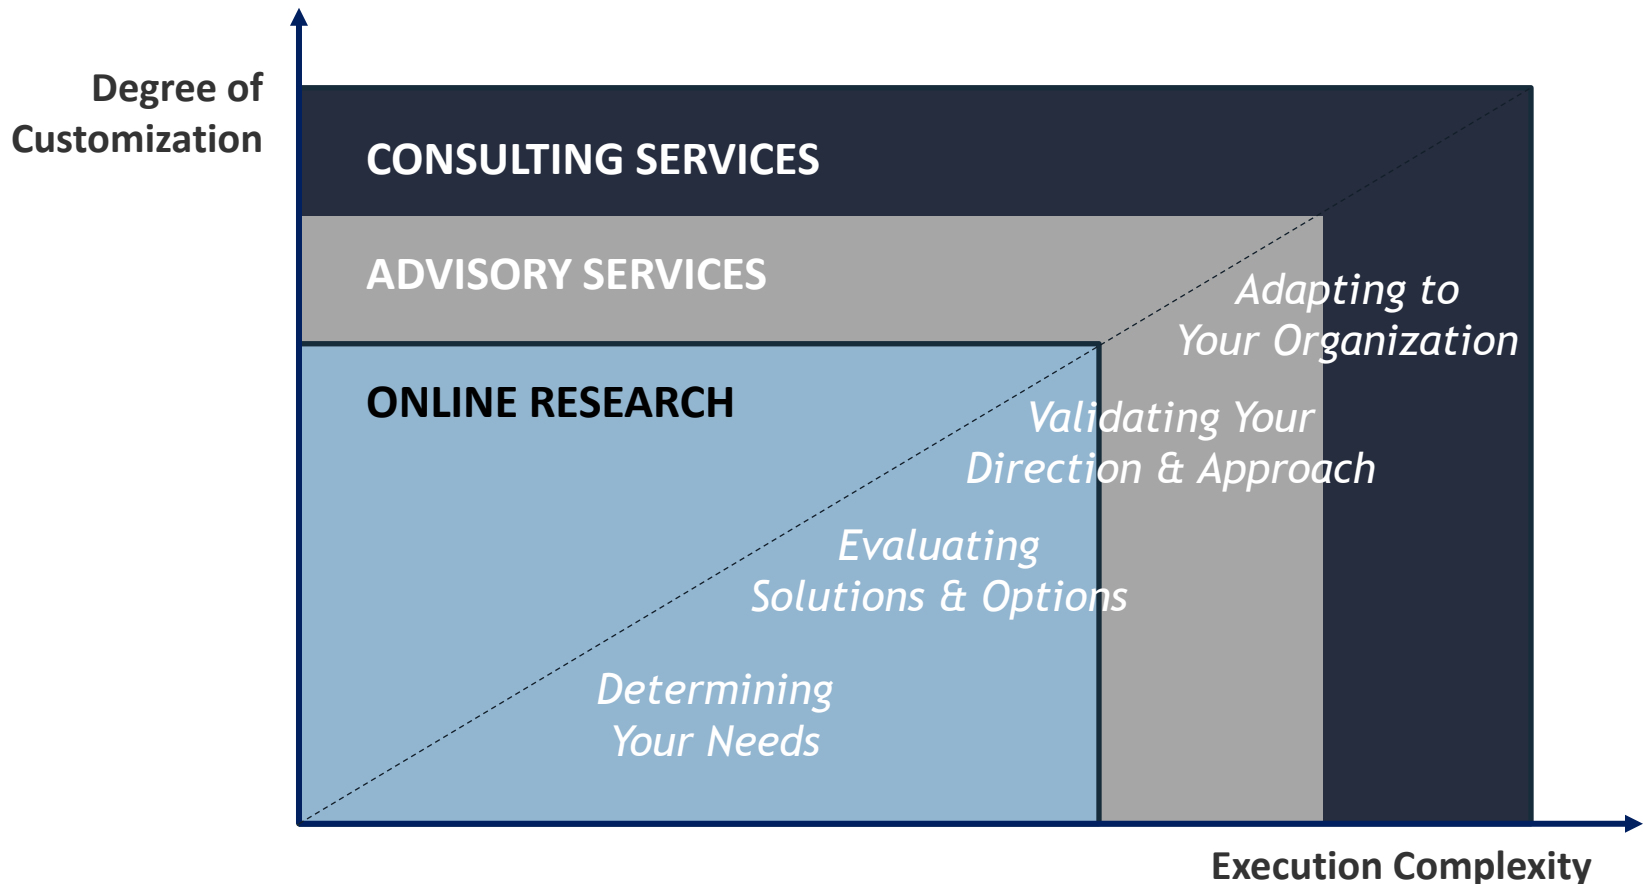 Degree of
Customization
CONSULTING SERVICES
ADVISORY SERVICES
Adapting to
Your Organization
ONLINE RESEARCH
Validating Your
Direction & Approach
Evaluating
Solutions & Options
Determining
Your Needs
Execution Complexity